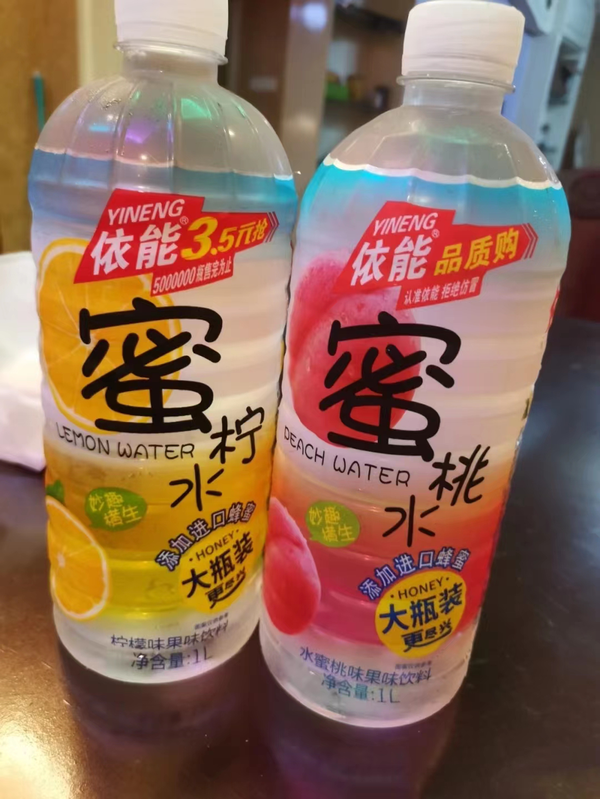 YINENG
依能® 3.5元抢
5000000瓶售完为止
蜜
LEMON WATER
柠
水
妙趣
横生
添加进口蜂蜜
·HONEY·
大瓶装
更尽兴
柠檬味果味饮料
净含量:1L
YINENG
依能® 品质购
认准依能 拒绝仿冒
蜜
PEACH WATER
桃
水
妙趣
横生
添加进口蜂蜜
·HONEY·
大瓶装
更尽兴
水蜜桃味果味饮料
净含量:1L